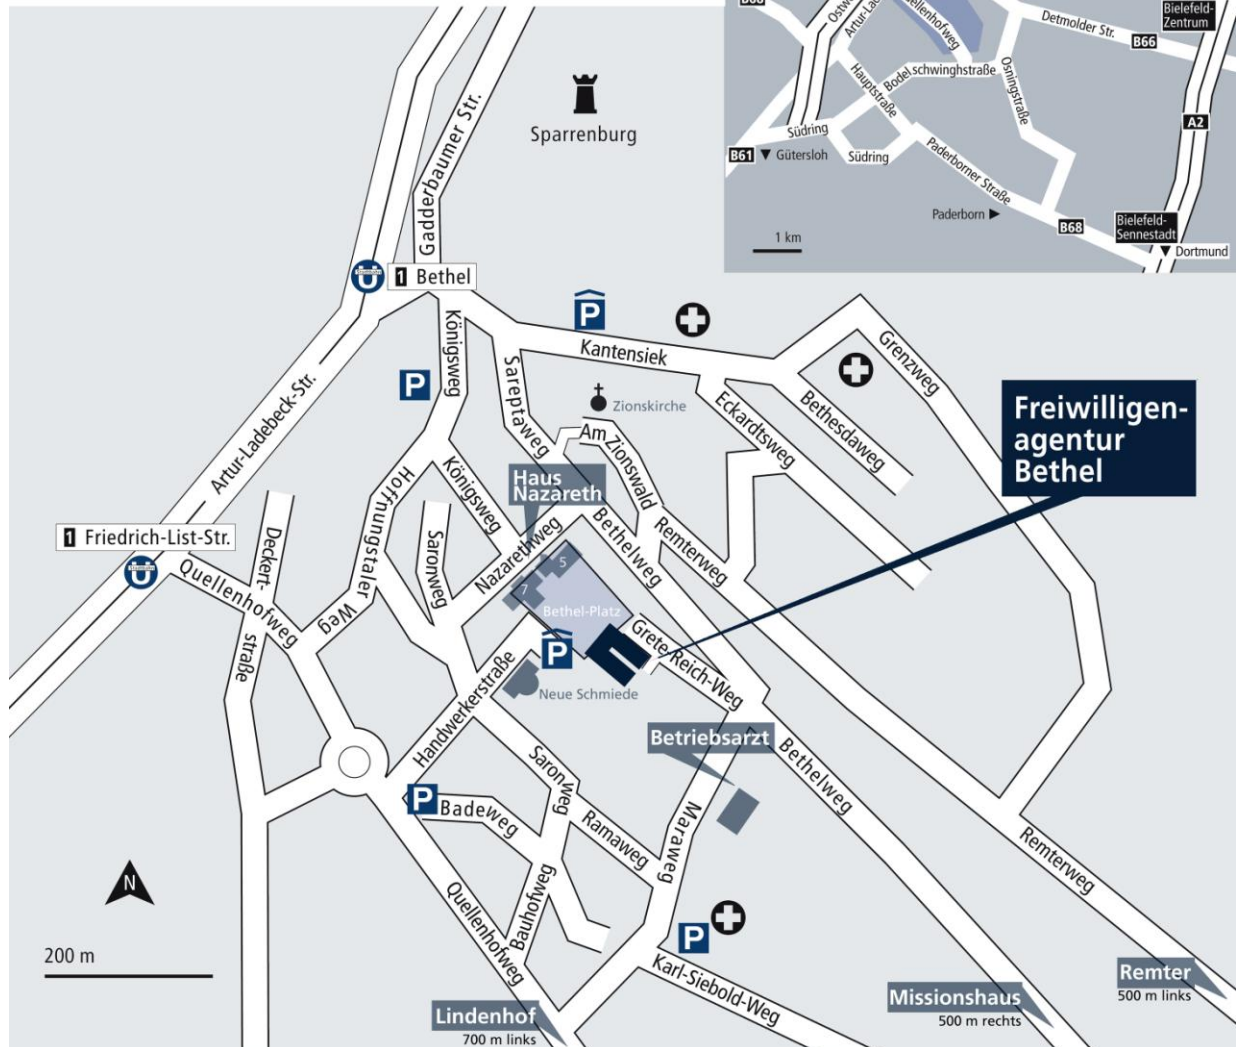 Sparrenburg
Gadderbaumer Str.
1 Bethel
Artur-Ladebeck-Str.
1 Friedrich-List-Str.
Königsweg
P
P
Kantensiek
Sareptaweg
Zionskirche
Am Zionswald
Eckardtsweg
Bethesdaweg
Grenzweg
Freiwilligen-
agentur
Bethel
Haus
Nazareth
Königsweg
Hoffnungstaler Weg
Saronweg
Nazarethweg
Bethelweg
Remterweg
Deckert-
straße
Quellenhofweg
5
7
Bethel-Platz
P
Grete-Reich-Weg
Neue Schmiede
Handwerkerstraße
Betriebsarzt
Bethelweg
Saronweg
Maraweg
P
Badeweg
Ramaweg
Remterweg
Bauhofweg
Quellenhofweg
P
Karl-Siebold-Weg
N
200 m
Lindenhof
700 m links
Missionshaus
500 m rechts
Remter
500 m links
Artur-La
ellenhofweg
Detmolder Str.
B66
Bielefeld-
Zentrum
Hauptstraße
Bodelschwinghstraße
Osningstraße
A2
Südring
B61
Gütersloh
Südring
Paderborner Straße
Paderborn
B68
Bielefeld-
Sennestadt
Dortmund
1 km